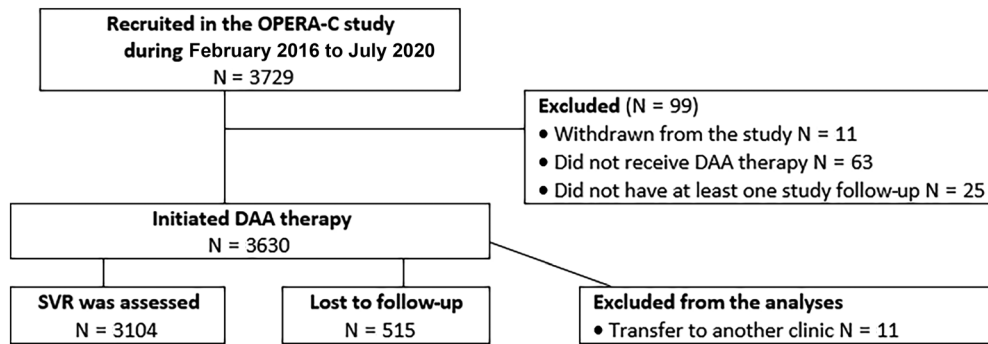 Recruited in the OPERA-C study
during February 2016 to July 2020
N = 3729
Excluded (N = 99)
• Withdrawn from the study N = 11
• Did not receive DAA therapy N = 63
• Did not have at least one study follow-up N = 25
Initiated DAA therapy
N = 3630
SVR was assessed
N = 3104
Lost to follow-up
N = 515
Excluded from the analyses
• Transfer to another clinic N = 11